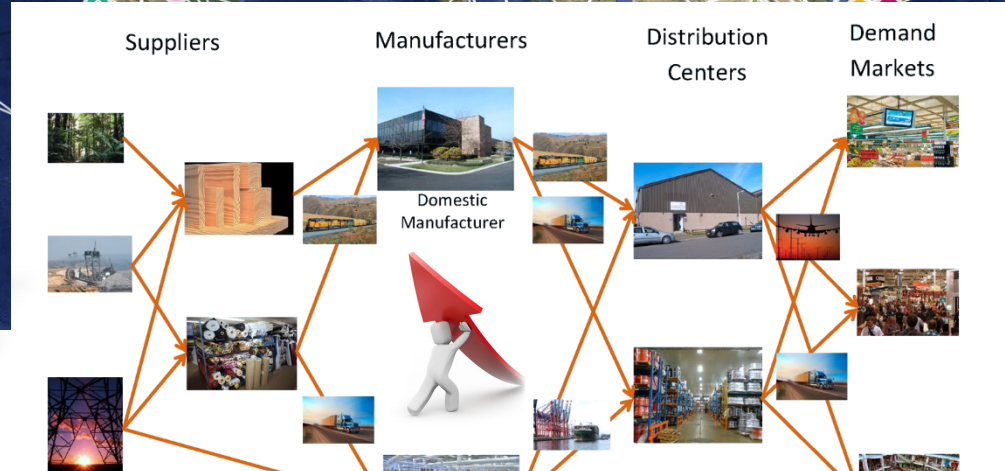 Suppliers
Manufacturers
Distribution
Centers
Demand
Markets
Domestic
Manufacturer